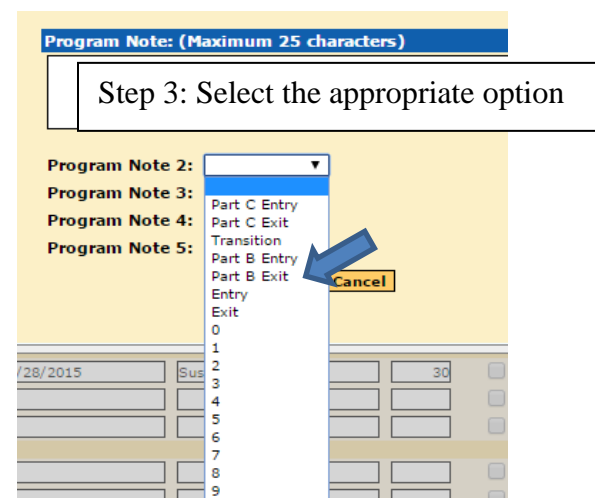 Program Note: (Maximum 25 characters)
Step 3: Select the appropriate option
Program Note 2:
Program Note 3:
Program Note 4:
Program Note 5:
Part C Entry
Part C Exit
Transition
Part B Entry
Part B Exit
Cancel
Entry
Exit
0
1
2
3
4
5
6
7
8
9
/28/2015
Sus
30